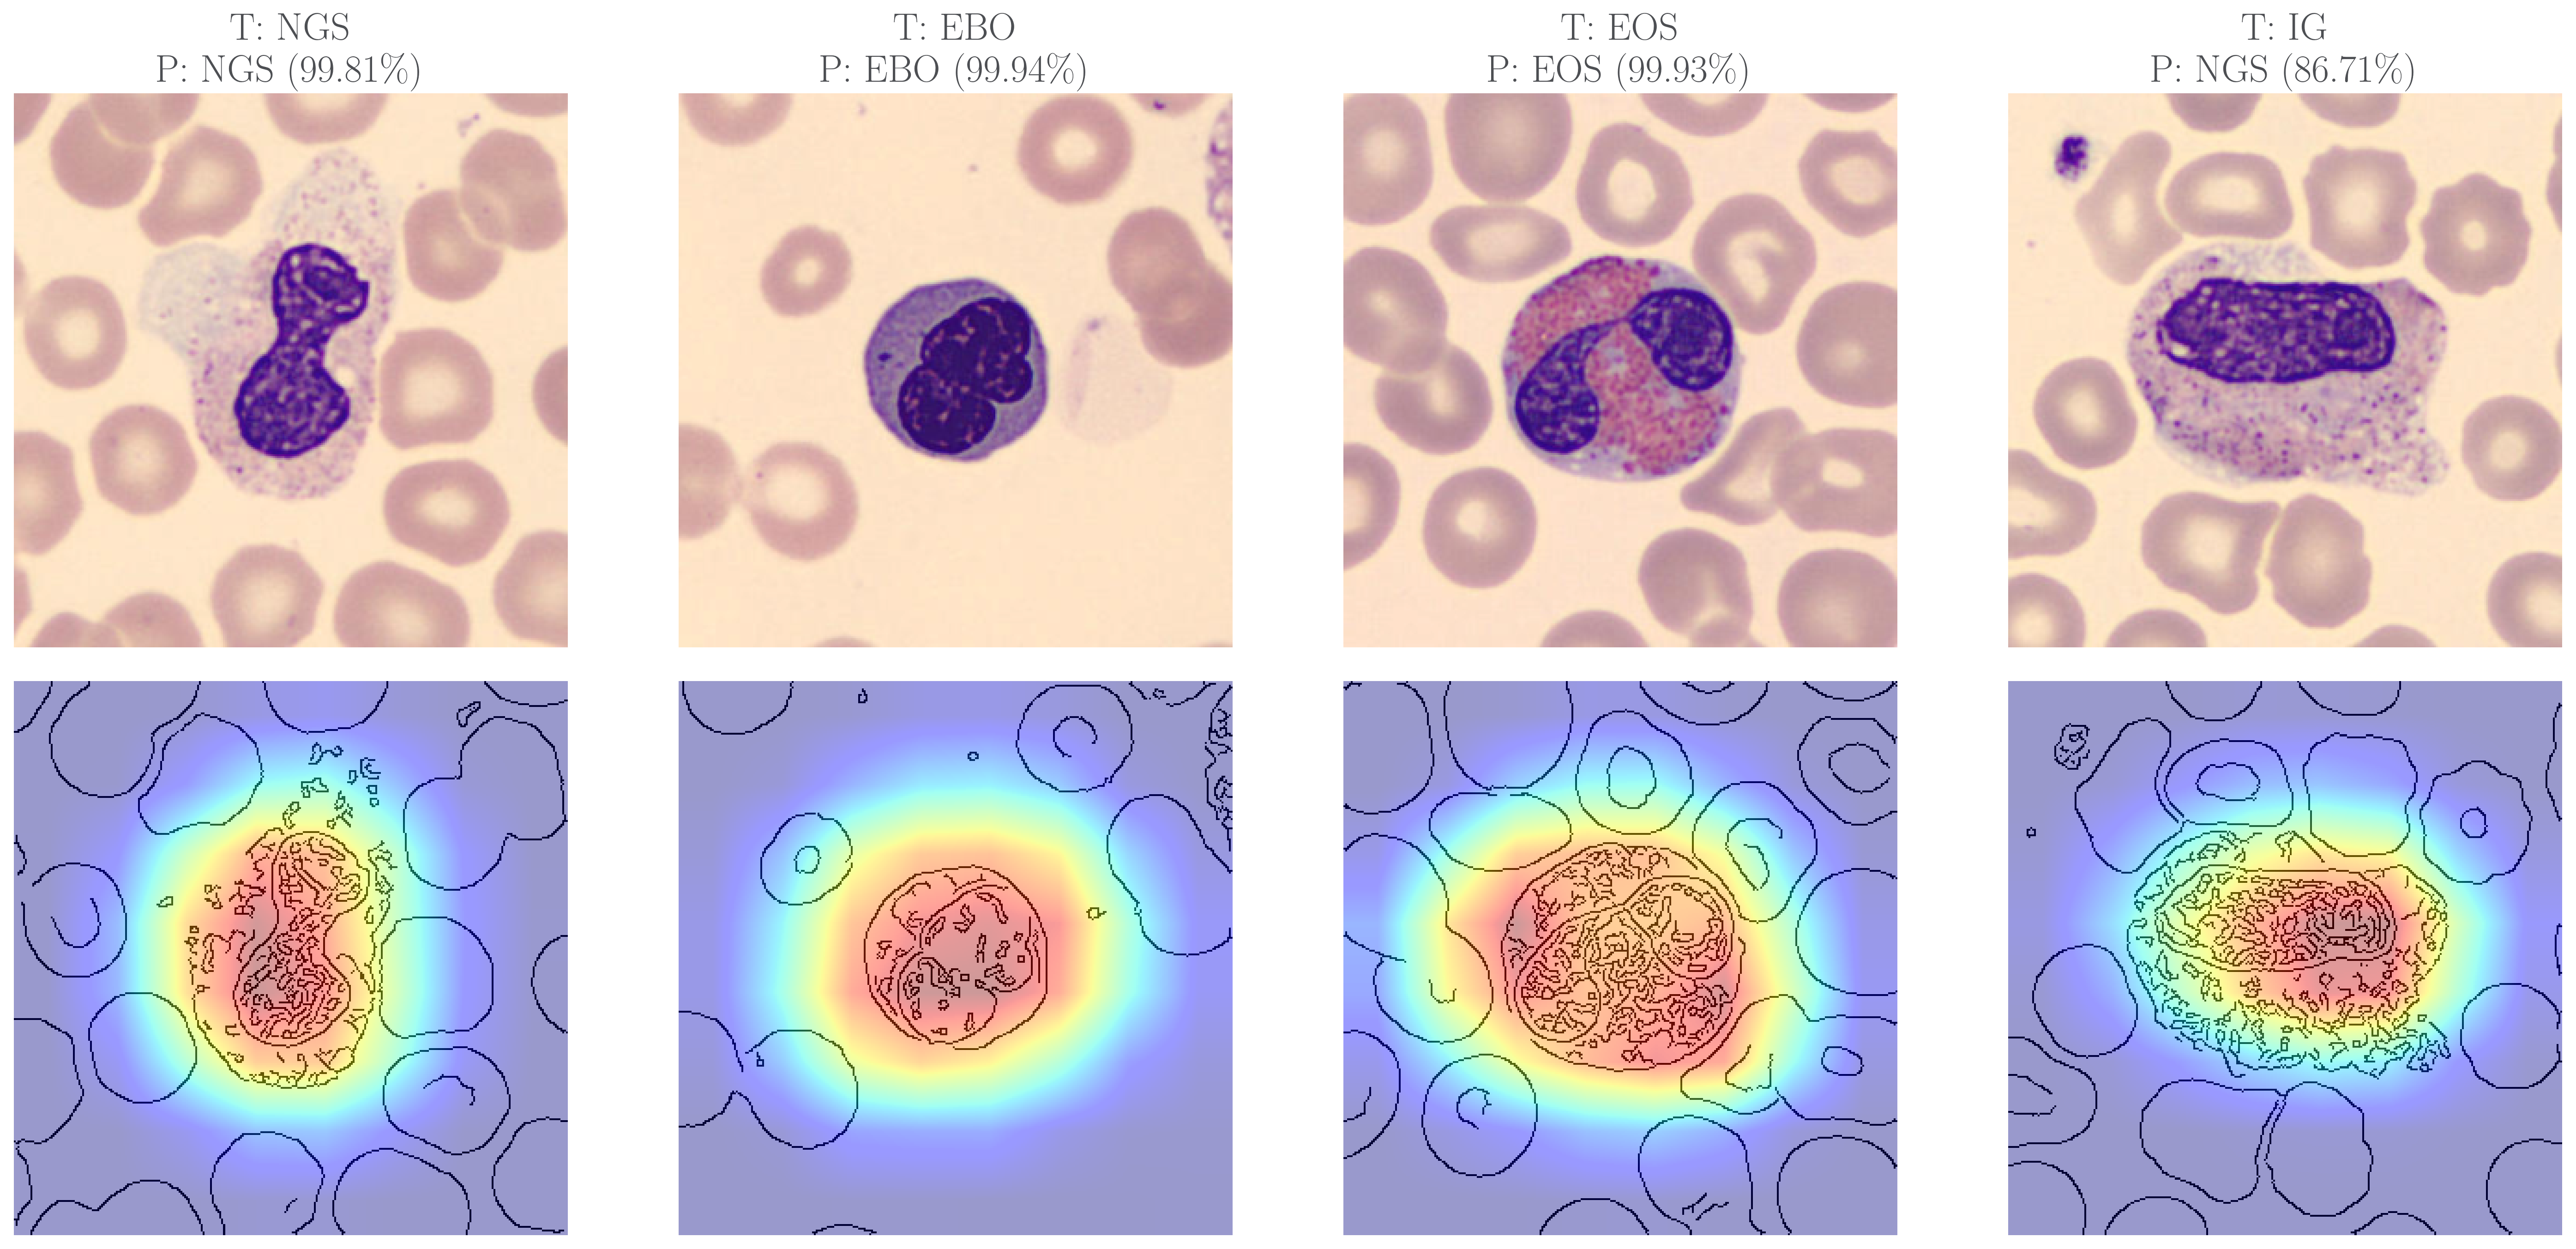 T: NGS
P: NGS (99.81%)
T: EBO
P: EBO (99.94%)
T: EOS
P: EOS (99.93%)
T: IG
P: NGS (86.71%)